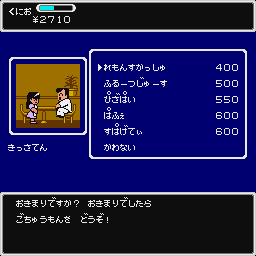 くにお
¥2710
れもんすかっしゅ 400
ふるーつじゅーす 500
ぴざぱい 550
ぱふぇ 600
すぱげてぃ 600
かわない
きっさてん
おきまりですか? おきまりでしたら
ごちゅうもんを どうぞ!